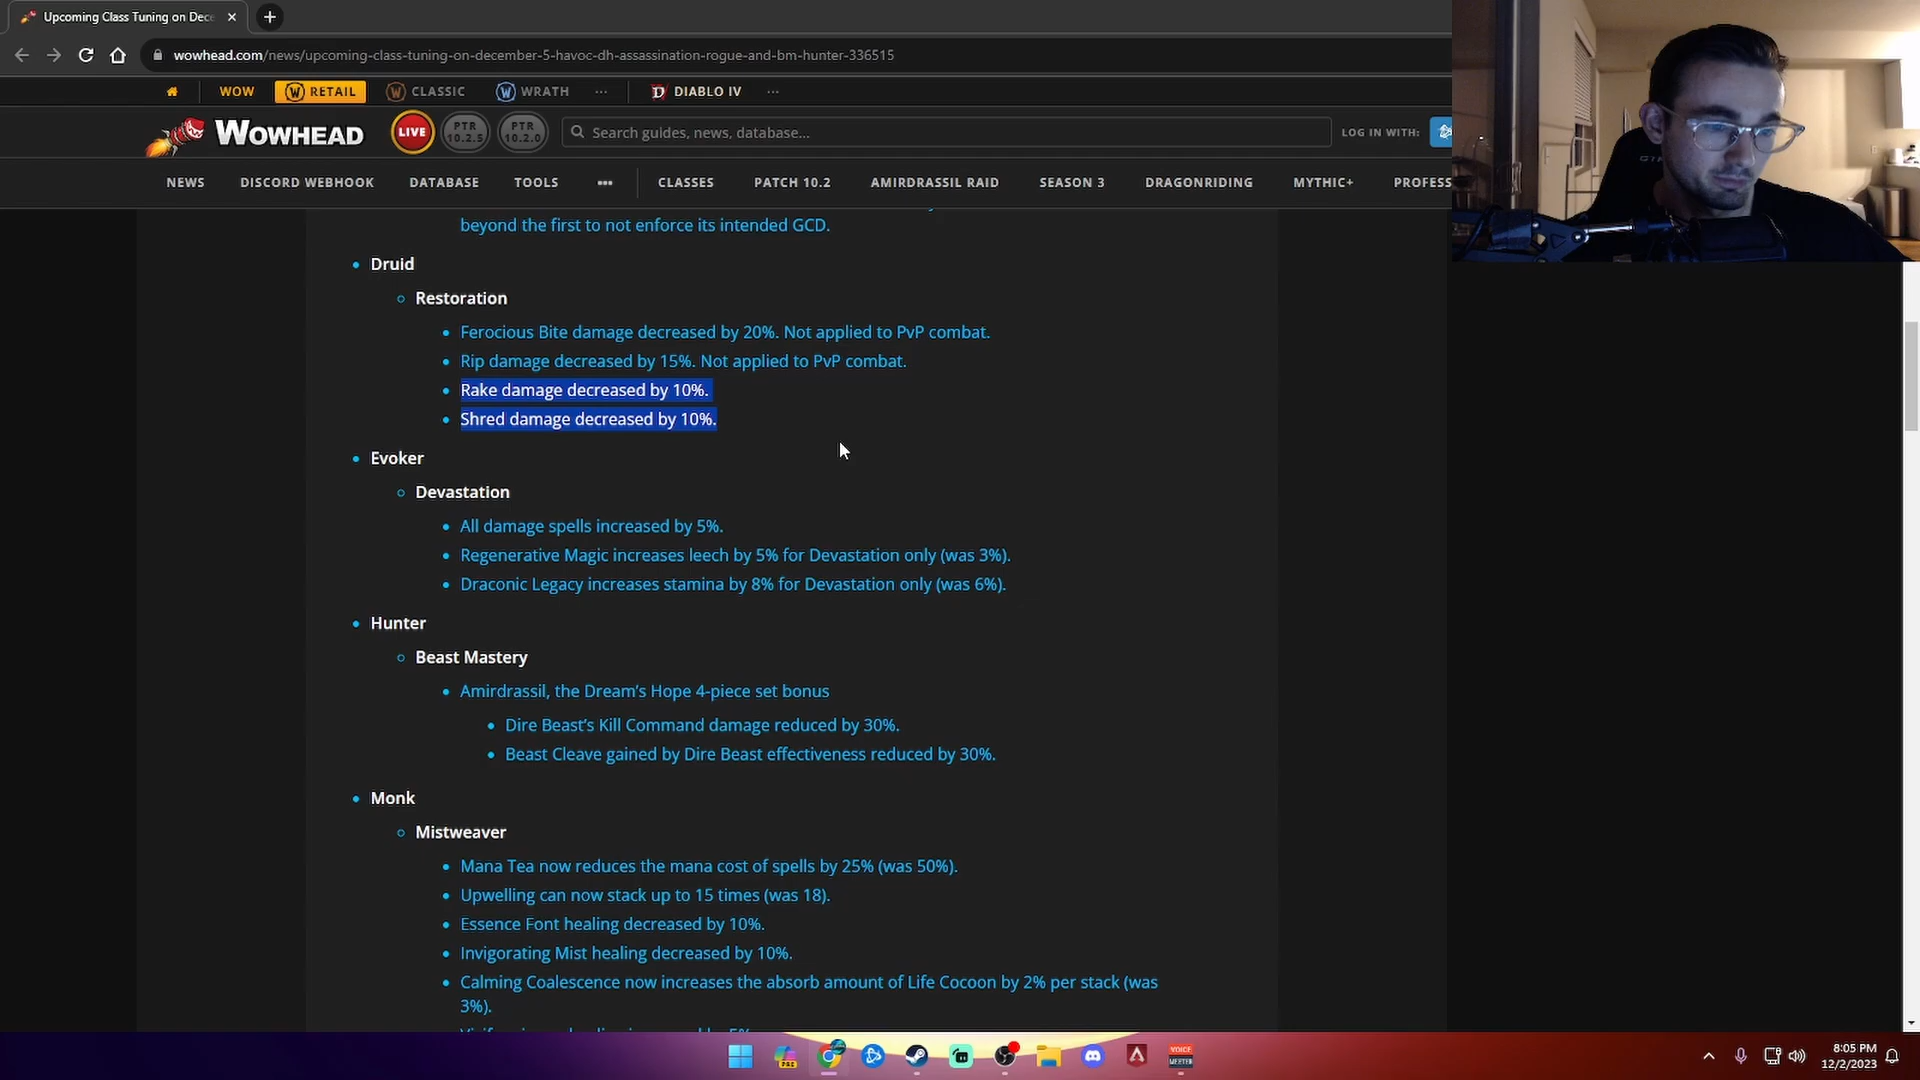 Upcoming Class Tuning on Dece
wowhead.com/news/upcoming-class-tuning-on-december-5-havoc-dh-assassination-rogue-and-bm-hunter-336515
WOW RETAIL CLASSIC WRATH ... DIABLO IV ...
WOWHEAD LIVE PTR 10.2.5 PTR 10.2.0 Search guides, news, database... LOG IN WITH:
NEWS DISCORD WEBHOOK DATABASE TOOLS ••• CLASSES PATCH 10.2 AMIRDRASSIL RAID SEASON 3 DRAGONRIDING MYTHIC+ PROFESS
beyond the first to not enforce its intended GCD.
Druid
Restoration
Ferocious Bite damage decreased by 20%. Not applied to PvP combat.
Rip damage decreased by 15%. Not applied to PvP combat.
Rake damage decreased by 10%.
Shred damage decreased by 10%.
Evoker
Devastation
All damage spells increased by 5%.
Regenerative Magic increases leech by 5% for Devastation only (was 3%).
Draconic Legacy increases stamina by 8% for Devastation only (was 6%).
Hunter
Beast Mastery
Amirdrassil, the Dream's Hope 4-piece set bonus
Dire Beast's Kill Command damage reduced by 30%.
Beast Cleave gained by Dire Beast effectiveness reduced by 30%.
Monk
Mistweaver
Mana Tea now reduces the mana cost of spells by 25% (was 50%).
Upwelling can now stack up to 15 times (was 18).
Essence Font healing decreased by 10%.
Invigorating Mist healing decreased by 10%.
Calming Coalescence now increases the absorb amount of Life Cocoon by 2% per stack (was
3%).
VOICE MEETER
8:05 PM
12/2/2023